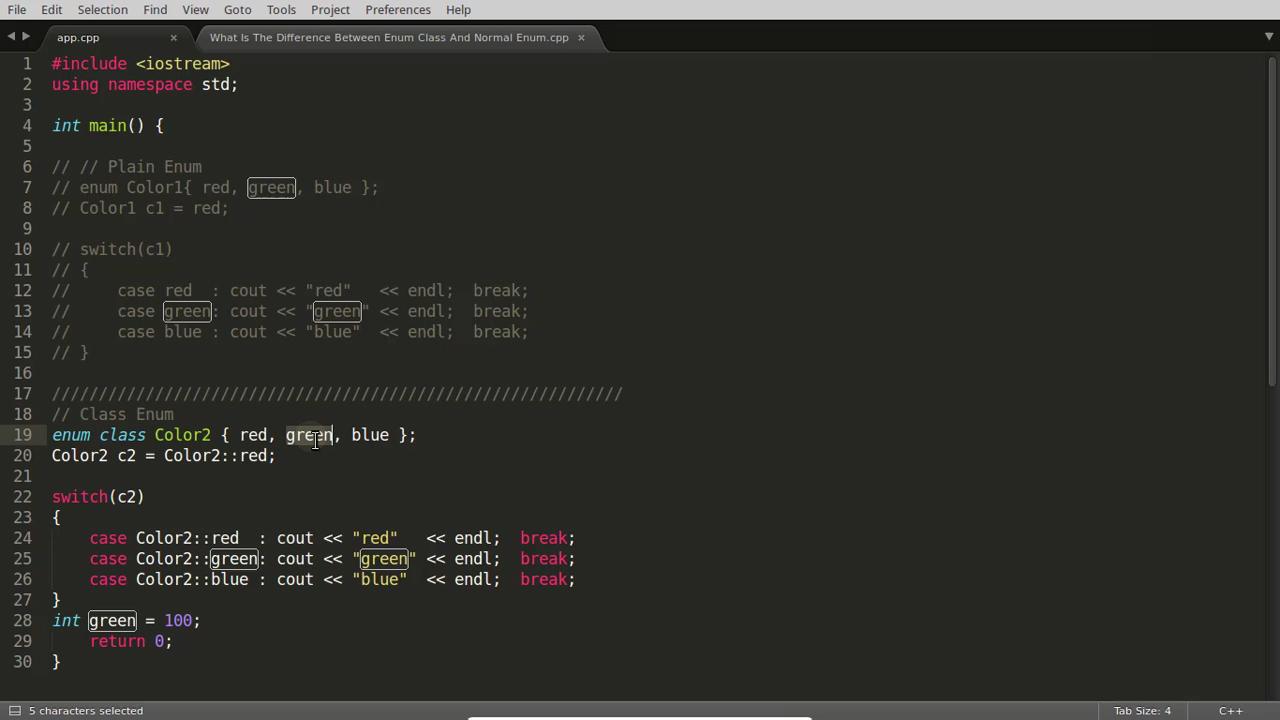 File Edit Selection Find View Goto Tools Project Preferences Help
app.cpp × What Is The Difference Between Enum Class And Normal Enum.cpp ×
1 #include <iostream>
2 using namespace std;
3
4 int main() {
5
6 // // Plain Enum
7 // enum Color1{ red, green, blue };
8 // Color1 c1 = red;
9
10 // switch(c1)
11 // {
12 //     case red  : cout << "red"   << endl;  break;
13 //     case green: cout << "green" << endl;  break;
14 //     case blue : cout << "blue"  << endl;  break;
15 // }
16
17 /////////////////////////////////////////////////////////////
18 // Class Enum
19 enum class Color2 { red, green, blue };
20 Color2 c2 = Color2::red;
21
22 switch(c2)
23 {
24     case Color2::red  : cout << "red"   << endl;  break;
25     case Color2::green: cout << "green" << endl;  break;
26     case Color2::blue : cout << "blue"  << endl;  break;
27 }
28 int green = 100;
29     return 0;
30 }
5 characters selected Tab Size: 4 C++